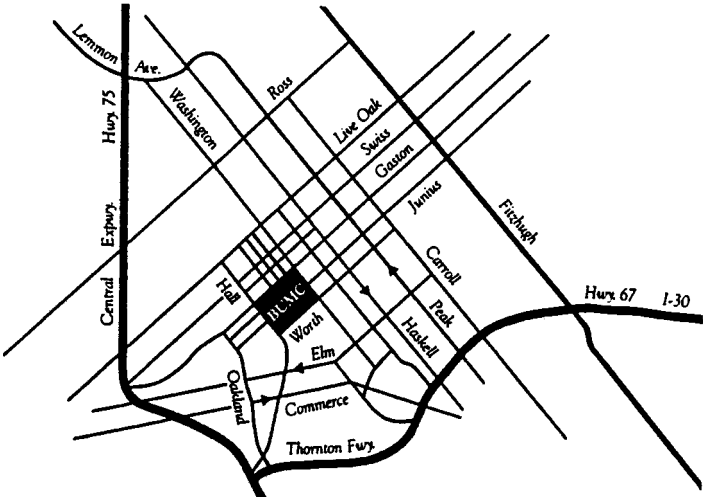 Lemmon Ave.
Hwy. 75
Washington
Ross
Live Oak
Swiss
Gaston
Junius
Fitzhugh
Central Expwy.
Hall
BUMC
Worth
Carroll
Peak
Haskell
Hwy. 67 I-30
Elm
Oakland
Commerce
Thornton Fwy.